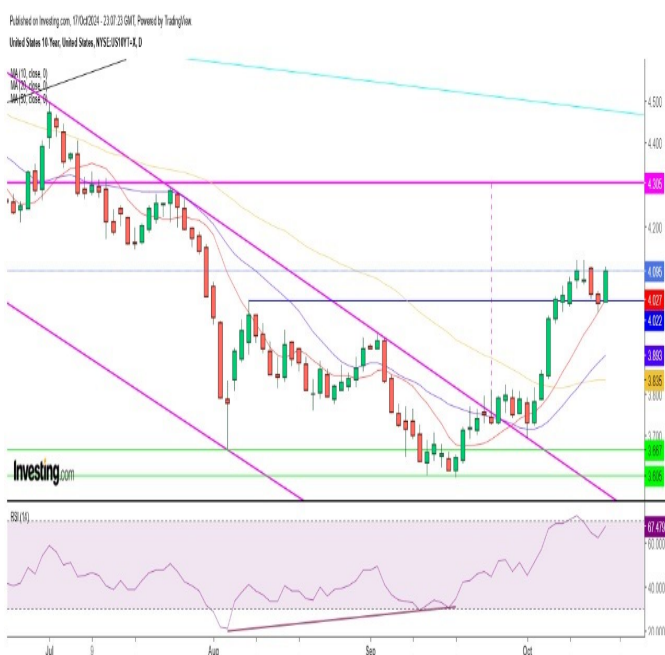 Published on Investing.com, 17/Oct/2024 - 23:07:23 GMT, Powered by TradingView.
United States 10-Year, United States, NYSE:US10YT=X, D
MA (10, close, 0)
MA (20, close, 0)
MA (50, close, 0)
4.500
4.400
4.305
4.200
4.095
4.027
4.022
3.893
3.835
3.800
3.700
3.667
3.605
Investing.com
RSI (14)
67.479
60.000
40.000
20.000
Jul
9
Aug
Sep
Oct